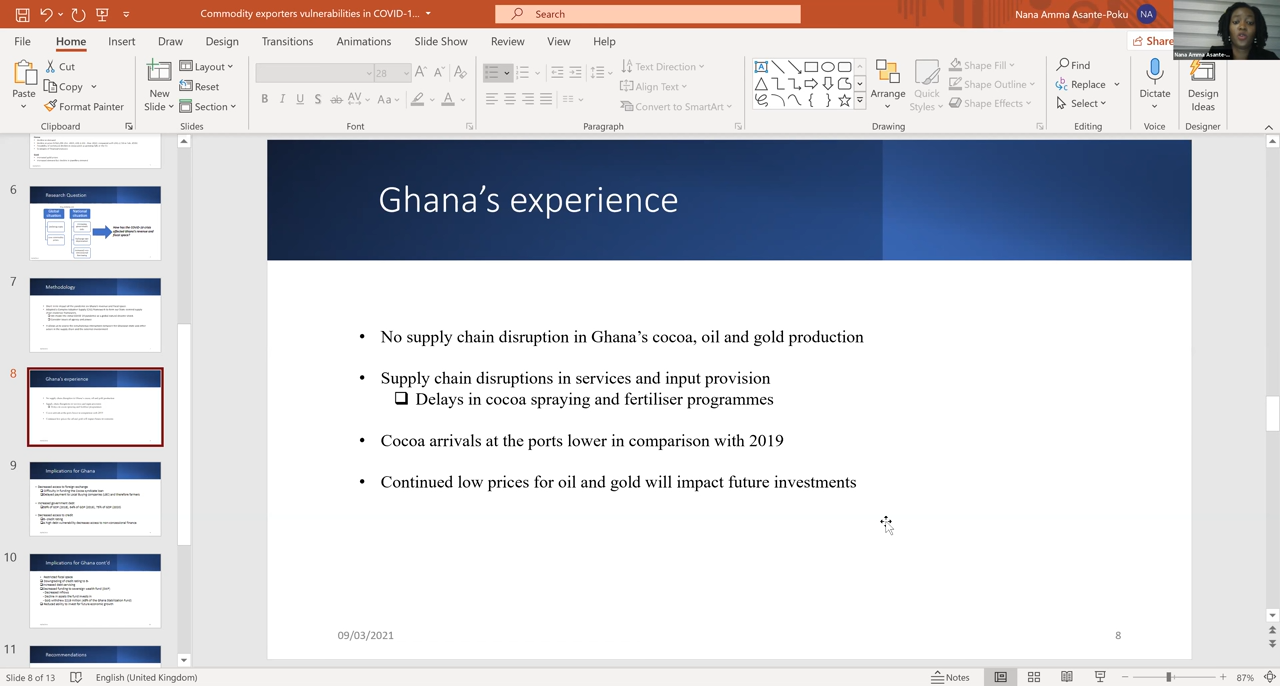 Commodity exporters vulnerabilities in COVID-1...
Search
Nana Amma Asante-Poku
NA
File
Home
Insert
Draw
Design
Transitions
Animations
Slide Show
Review
View
Help
Share
Nana Amma Asante-...
Paste
Cut
Copy
Format Painter
Clipboard
New
Slide
Layout
Reset
Section
Slides
28
Font
Text Direction
Align Text
Convert to SmartArt
Paragraph
Arrange
Quick
Styles
Shape Fill
Shape Outline
Shape Effects
Drawing
Find
Replace
Select
Editing
Dictate
Voice
Design
Ideas
Designer
6
Research Question
7
Methodology
8
Ghana's experience
9
Implications for Ghana
10
Implications for Ghana cont'd
11
Recommendations
Ghana's experience
• No supply chain disruption in Ghana's cocoa, oil and gold production
• Supply chain disruptions in services and input provision
❑ Delays in cocoa spraying and fertiliser programmes
• Cocoa arrivals at the ports lower in comparison with 2019
• Continued low prices for oil and gold will impact future investments
09/03/2021
8
Slide 8 of 13
English (United Kingdom)
Notes
87%